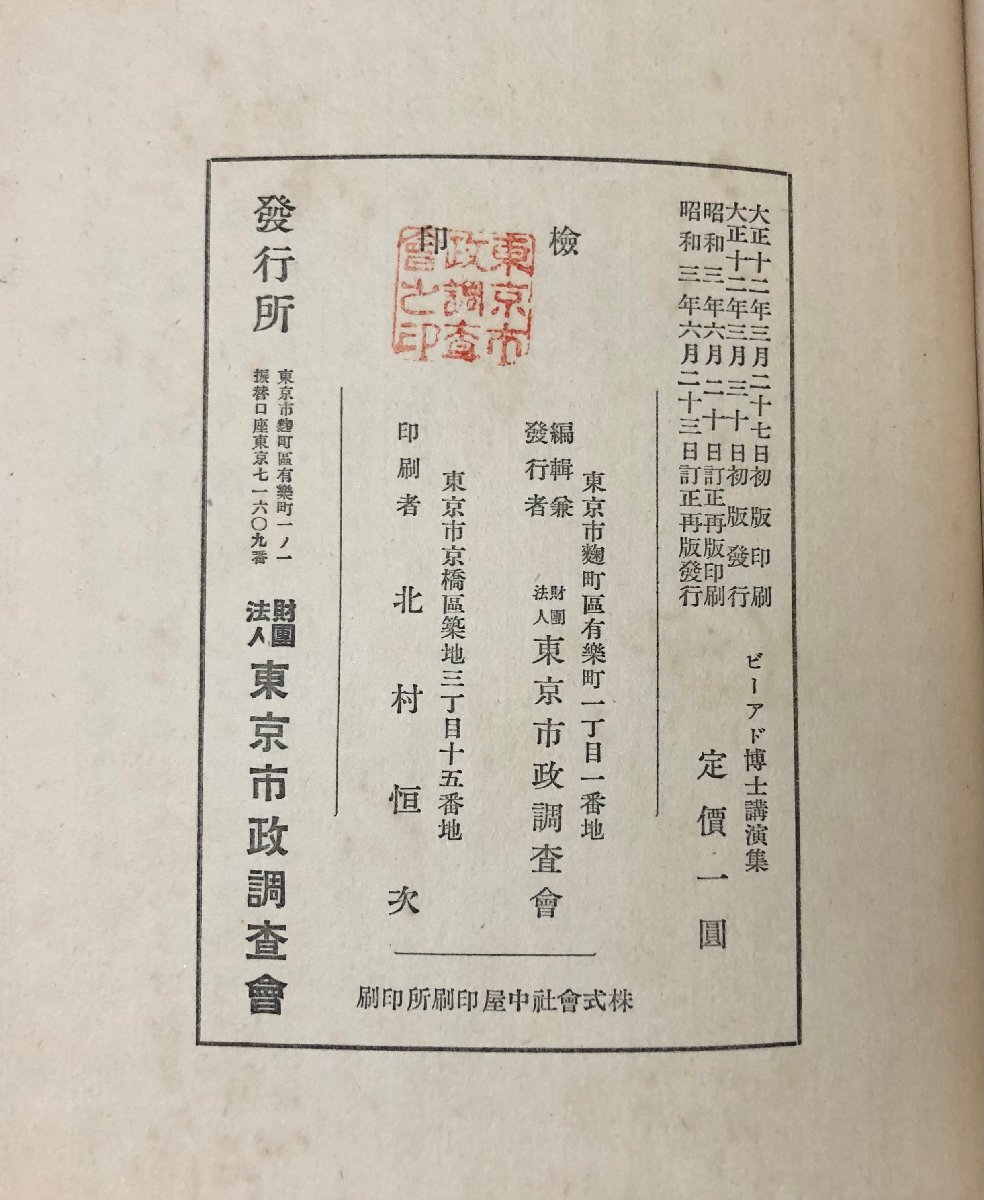 大正十二年三月二十七日初版印刷
大正十二年三月三十日初版發行
昭和三年六月二十日訂正再版印刷
昭和三年六月二十三日訂正再版發行
ビーアド博士講演集
定價一圓
檢印
東京市
政調査
會之印
東京市麴町區有樂町一丁目一番地
編輯兼
發行者
財團
法人
東京市政調査會
東京市京橋區築地三丁目十五番地
印刷者 北村恒次
株式會社中屋印刷所印刷
發行所
東京市麴町區有樂町一ノ一
振替口座東京七一六〇九番
財團
法人
東京市政調査會